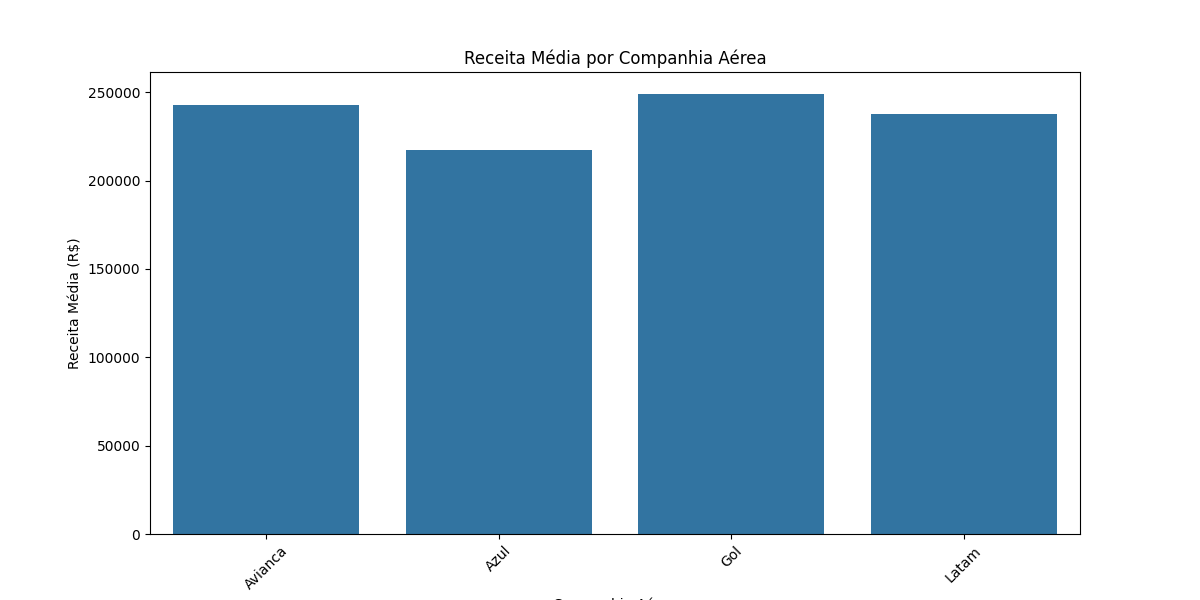 Receita Média por Companhia Aérea
Receita Média (R$)
250000
200000
150000
100000
50000
0
Avianca
Azul
Gol
Latam